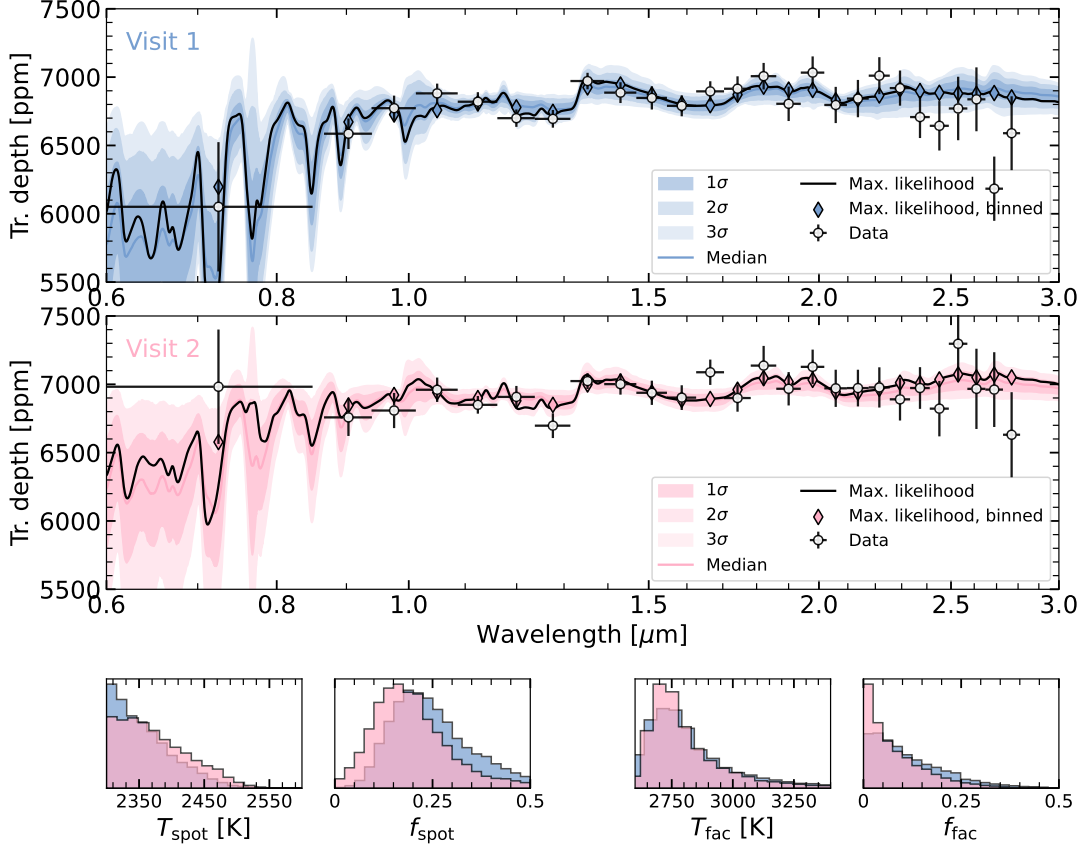 Visit 1
Tr. depth [ppm]
7500
7000
6500
6000
5500
0.6
0.8
1.0
1.5
2.0
2.5
3.0
1σ
2σ
3σ
Median
Max. likelihood
Max. likelihood, binned
Data
Visit 2
Tr. depth [ppm]
7500
7000
6500
6000
5500
0.6
0.8
1.0
1.5
2.0
2.5
3.0
1σ
2σ
3σ
Median
Max. likelihood
Max. likelihood, binned
Data
Wavelength [μm]
2350
2450
2550
T_spot [K]
0
0.25
0.5
f_spot
2750
3000
3250
T_fac [K]
0
0.25
0.5
f_fac